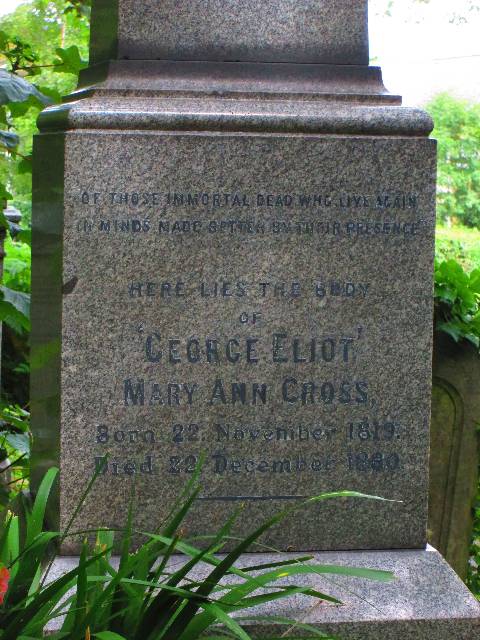 OF THOSE IMMORTAL DEAD WHO LIVE AGAIN
IN MINDS MADE BETTER BY THEIR PRESENCE
HERE LIES THE BODY
OF
'GEORGE ELIOT'
MARY ANN CROSS.
Born 22. November 1819.
Died 22. December 1880.